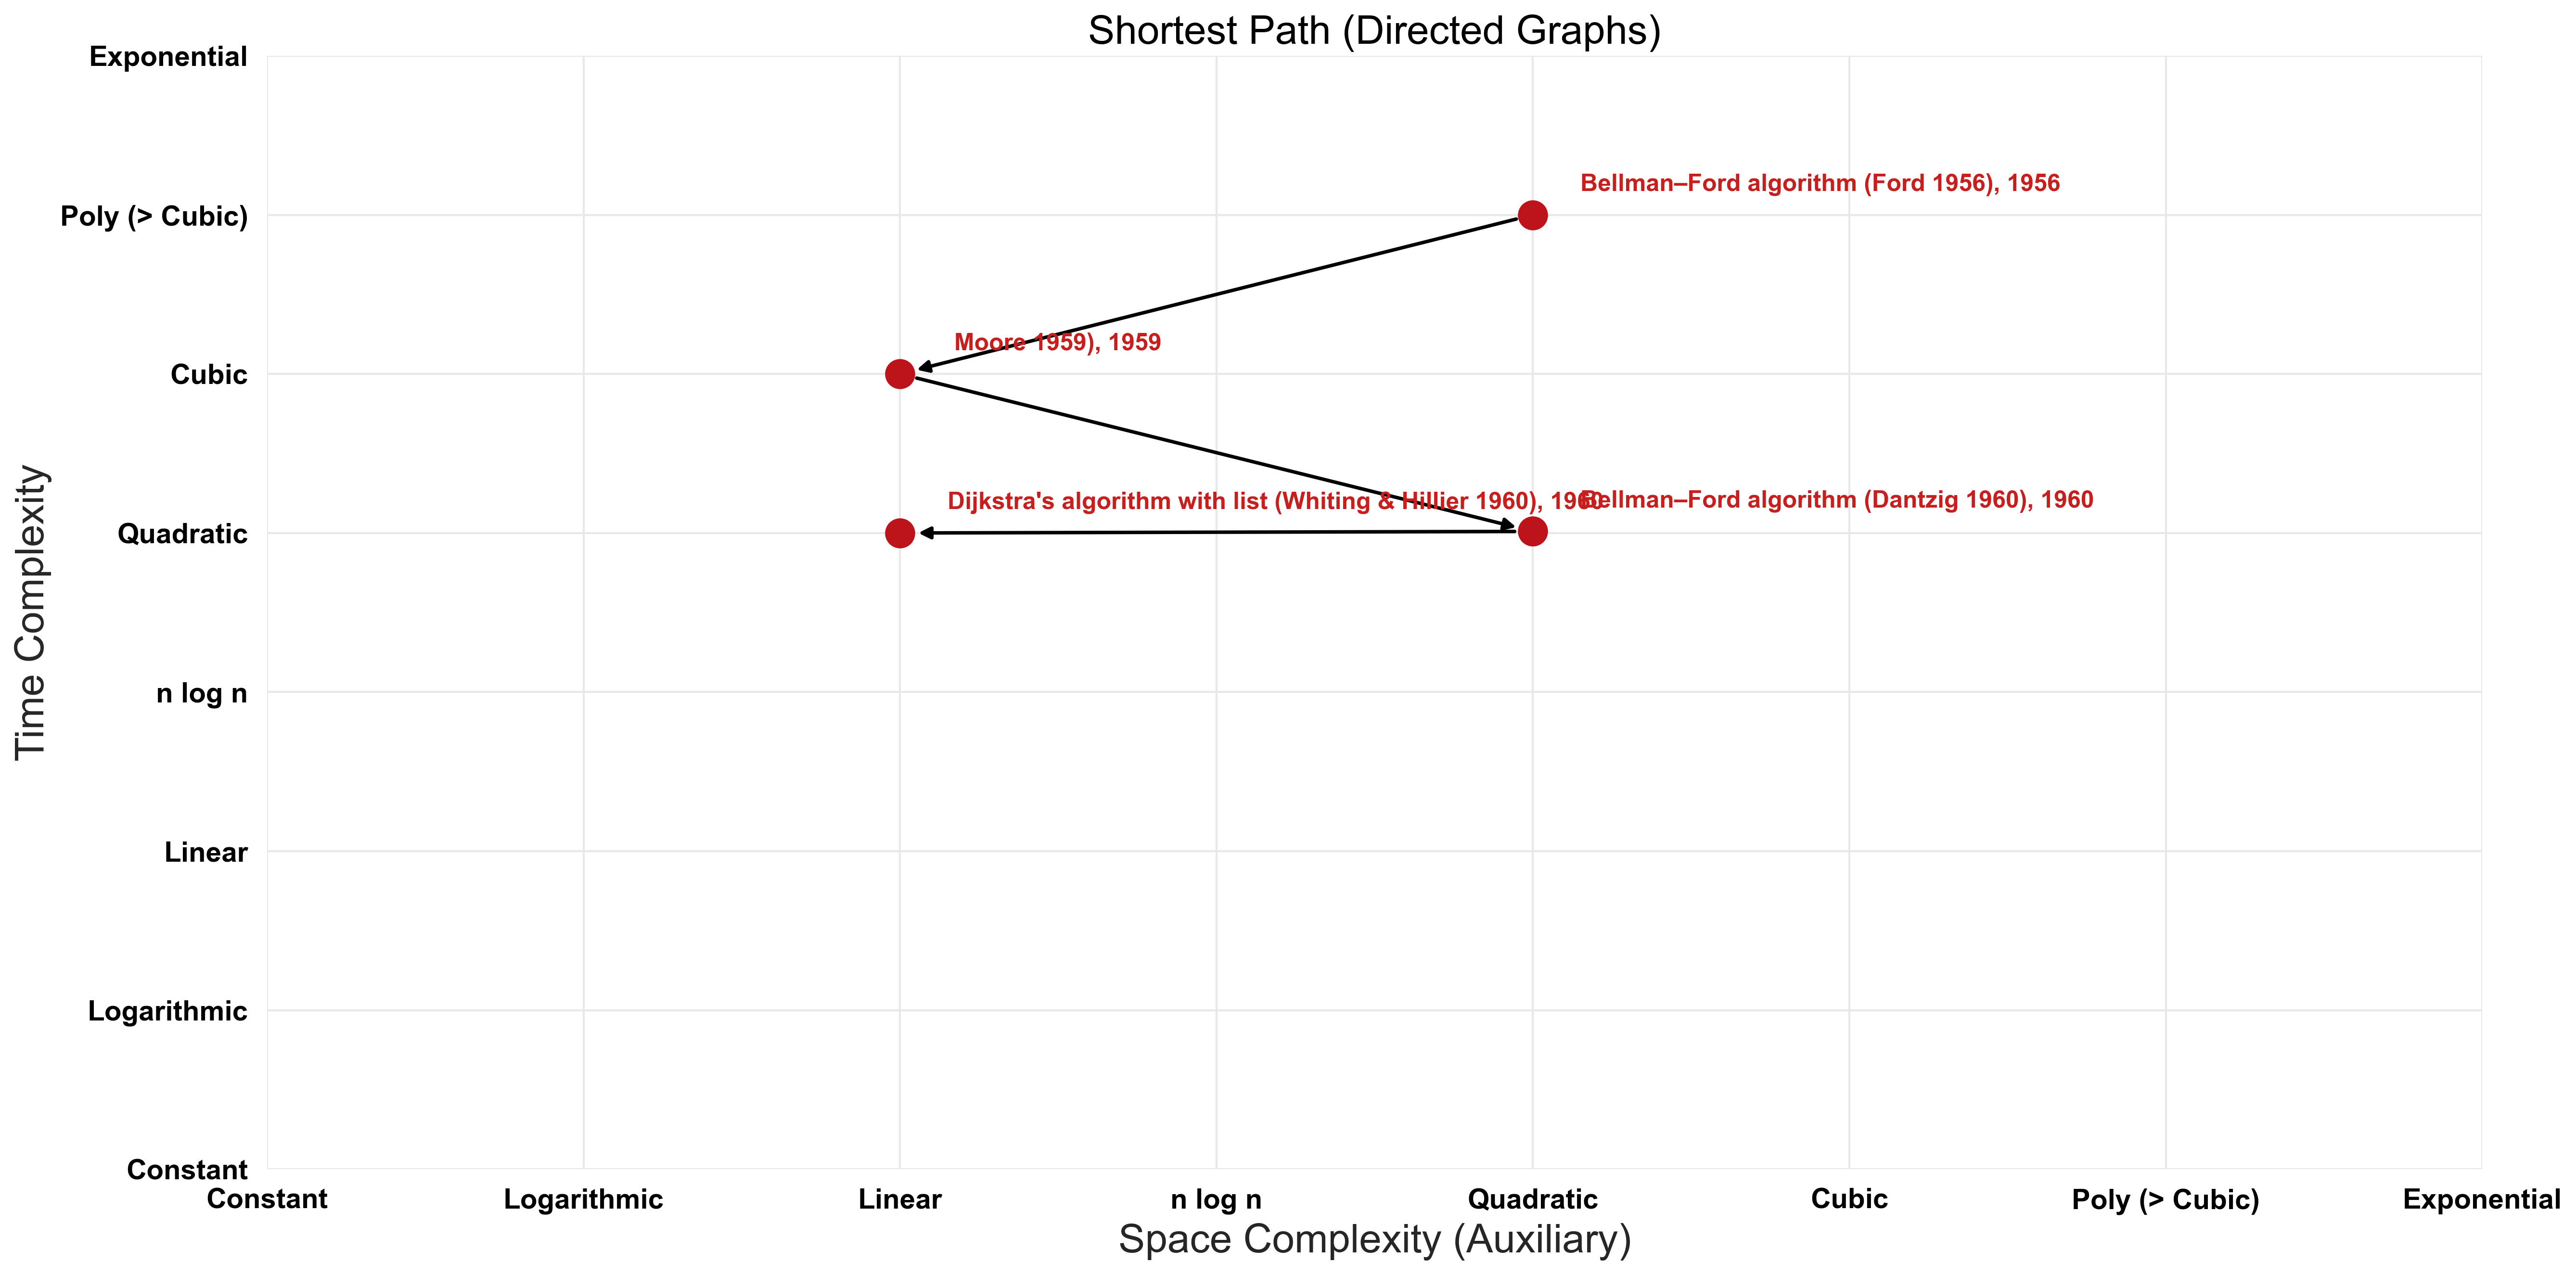 Shortest Path (Directed Graphs)
Exponential
Poly (> Cubic)
Cubic
Quadratic
n log n
Linear
Logarithmic
Constant
Time Complexity
Bellman–Ford algorithm (Ford 1956), 1956
Moore 1959), 1959
Dijkstra's algorithm with list (Whiting & Hillier 1960), 1960
Bellman–Ford algorithm (Dantzig 1960), 1960
Constant
Logarithmic
Linear
n log n
Quadratic
Cubic
Poly (> Cubic)
Exponential
Space Complexity (Auxiliary)